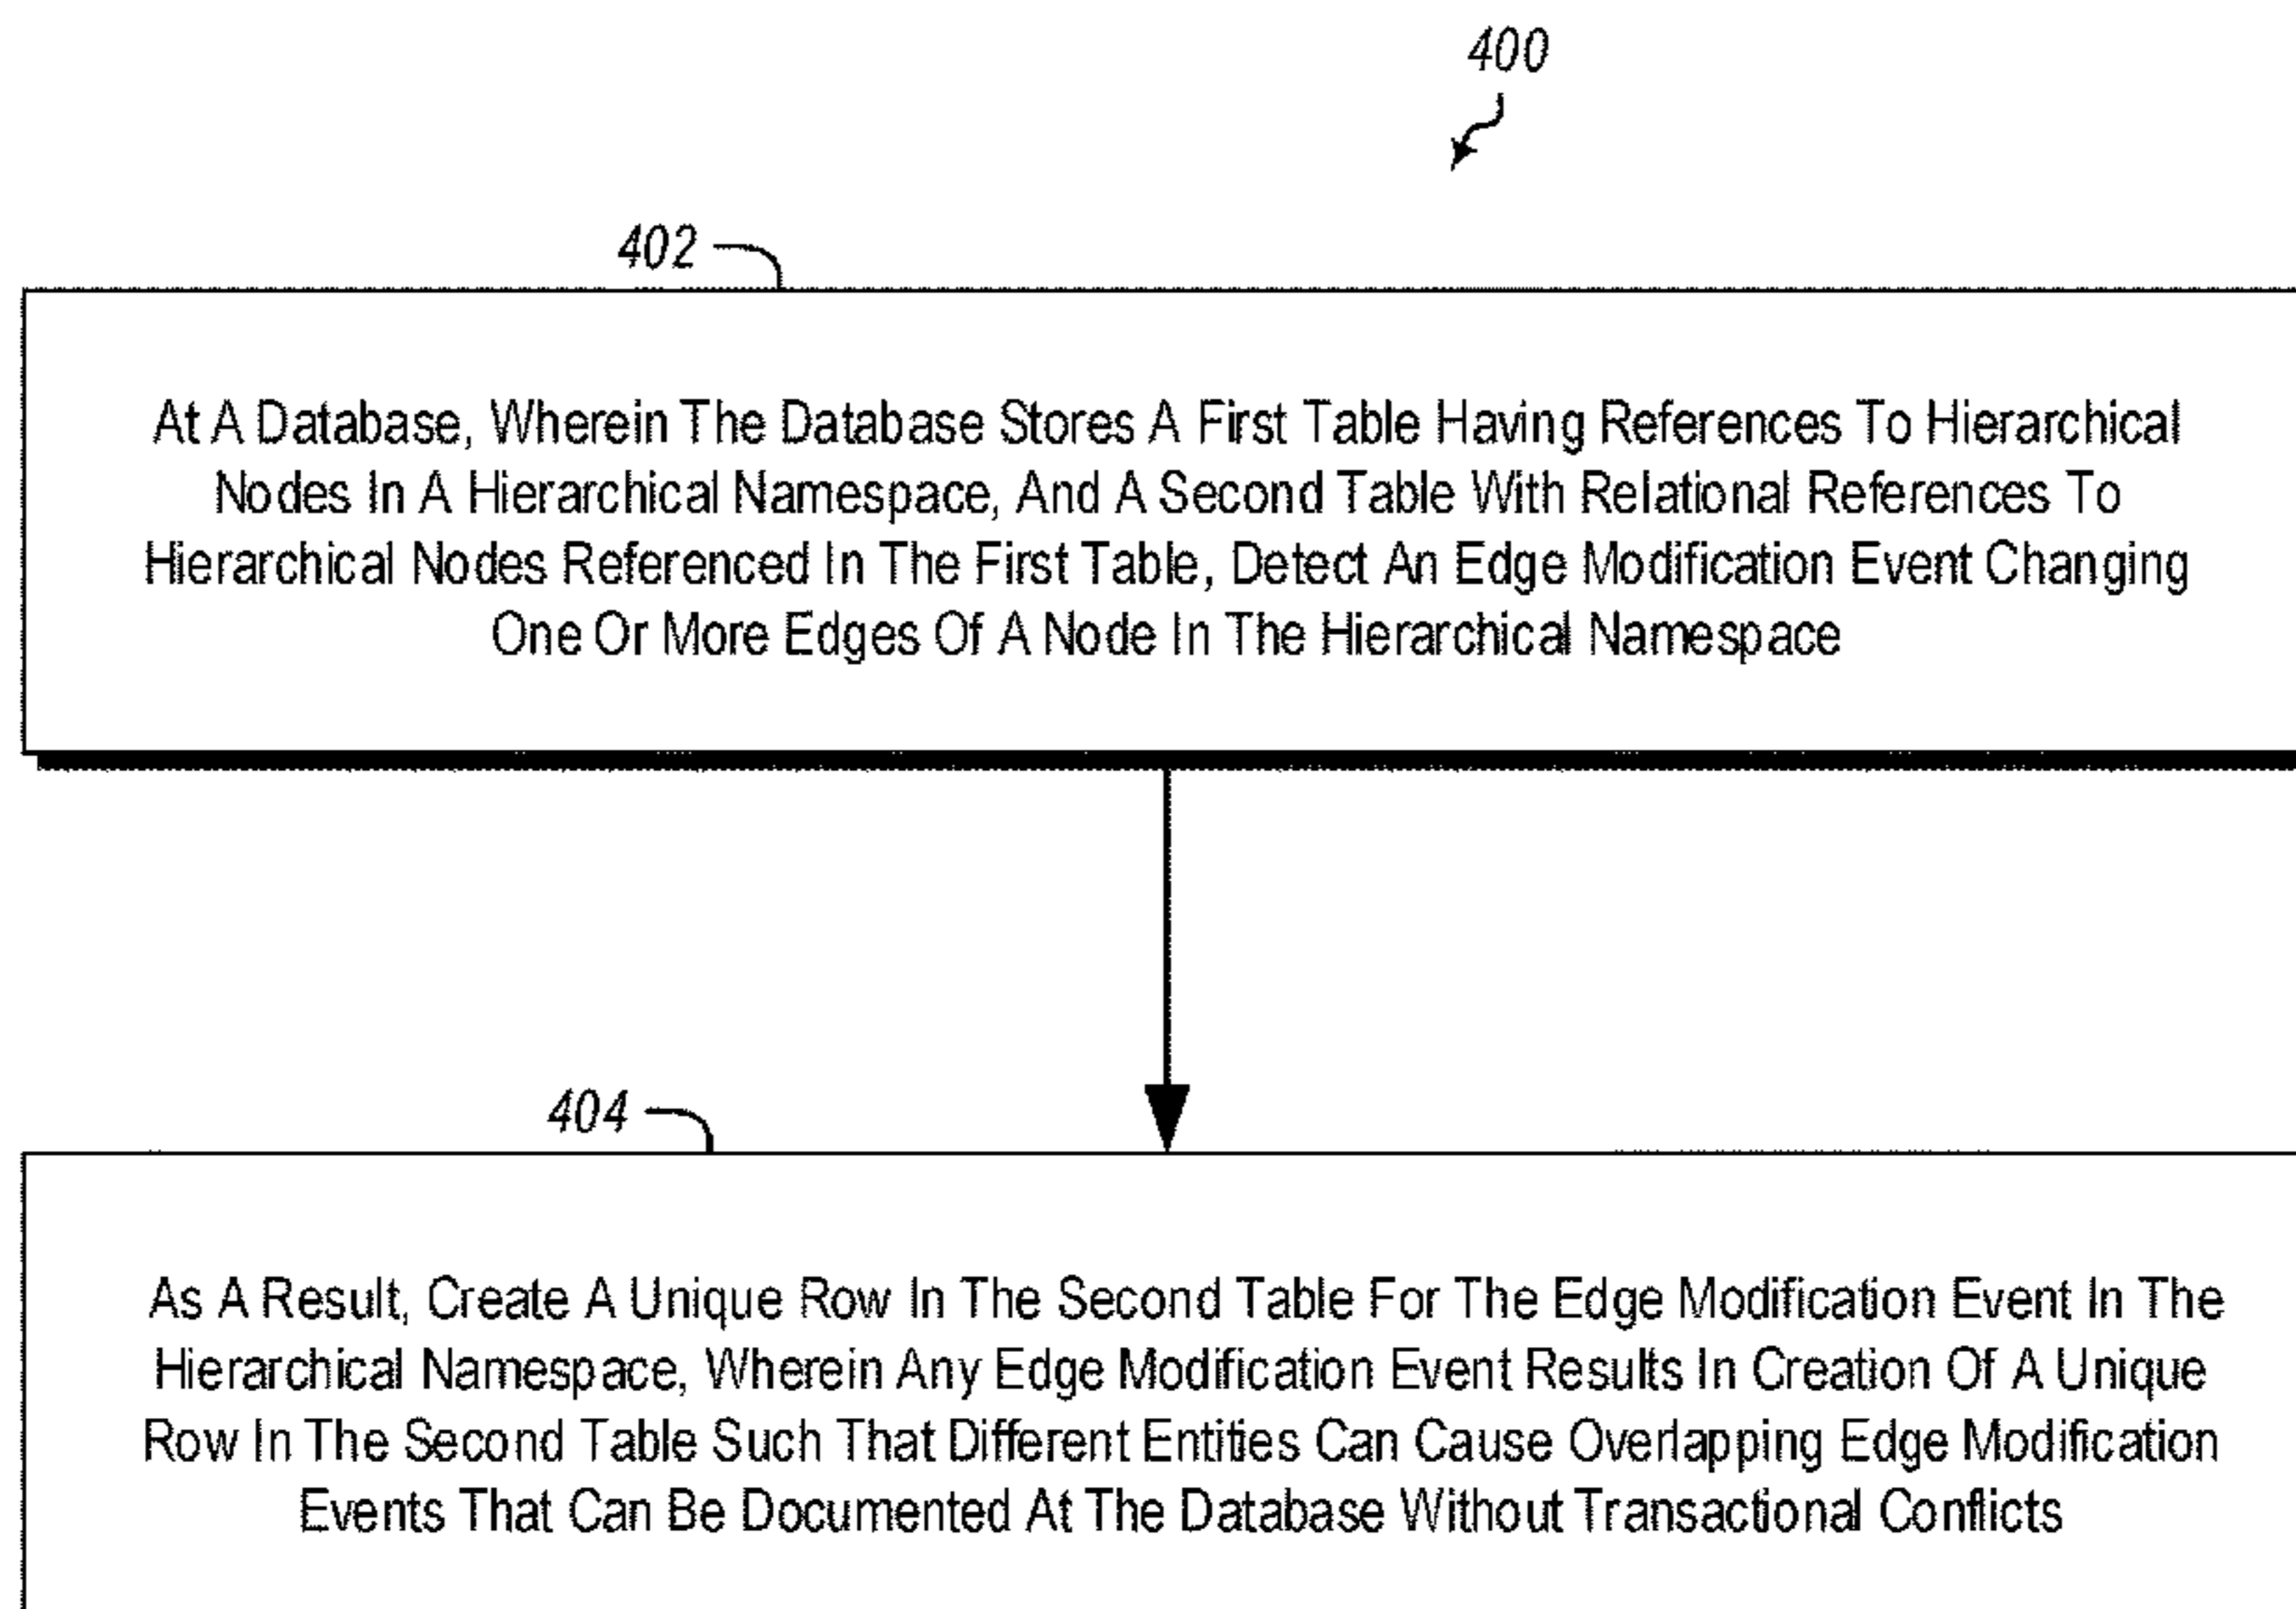 400
402
At A Database, Wherein The Database Stores A First Table Having References To Hierarchical
Nodes In A Hierarchical Namespace, And A Second Table With Relational References To
Hierarchical Nodes Referenced In The First Table, Detect An Edge Modification Event Changing
One Or More Edges Of A Node In The Hierarchical Namespace
404
As A Result, Create A Unique Row In The Second Table For The Edge Modification Event In The
Hierarchical Namespace, Wherein Any Edge Modification Event Results In Creation Of A Unique
Row In The Second Table Such That Different Entities Can Cause Overlapping Edge Modification
Events That Can Be Documented At The Database Without Transactional Conflicts